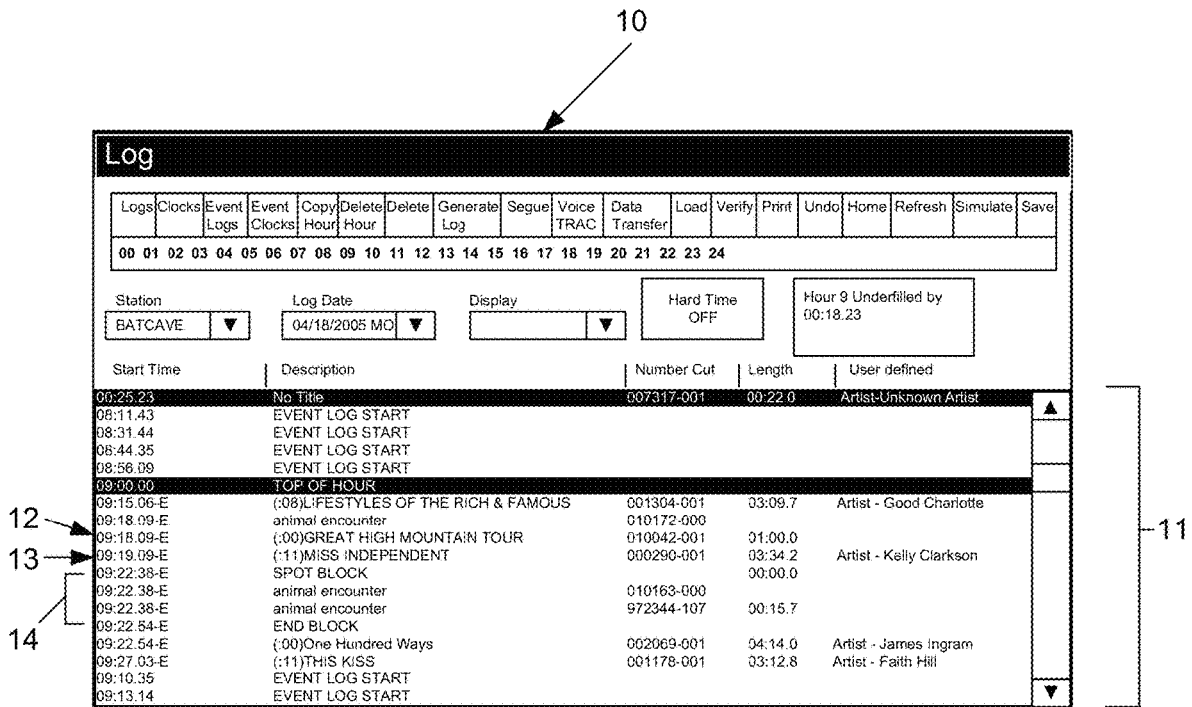 10
Log
Logs Clocks Event Logs Event Clocks Copy Hour Delete Hour Delete Generate Log Segue Voice TRAC Data Transfer Load Verify Print Undo Home Refresh Simulate Save
00 01 02 03 04 05 06 07 08 09 10 11 12 13 14 15 16 17 18 19 20 21 22 23 24
Station Log Date Display Hard Time OFF Hour 9 Underfilled by 00:18.23
BATCAVE 04/18/2005 MO
Start Time Description Number Cut Length User defined
00:25.23 No Title 007317-001 00:22.0 Artist-Unknown Artist
08:11.43 EVENT LOG START
08:31.44 EVENT LOG START
08:44.35 EVENT LOG START
08:56.09 EVENT LOG START
09:00.00 TOP OF HOUR
09:15.06-E (:08)LIFESTYLES OF THE RICH & FAMOUS 001304-001 03:09.7 Artist - Good Charlotte
09:18.09-E animal encounter 010172-000
12 09:18.09-E (:00)GREAT HIGH MOUNTAIN TOUR 010042-001 01:00.0 11
13 09:19.09-E (:11)MISS INDEPENDENT 000290-001 03:34.2 Artist - Kelly Clarkson
09:22:38-E SPOT BLOCK 00:00.0
09:22.38-E animal encounter 010163-000
09:22.38-E animal encounter 972344-107 00:15.7
14 09:22.54-E END BLOCK
09:22.54-E (:00)One Hundred Ways 002069-001 04:14.0 Artist - James Ingram
09:27.03-E (:11)THIS KISS 001178-001 03:12.8 Artist - Faith Hill
09:10.35 EVENT LOG START
09:13.14 EVENT LOG START